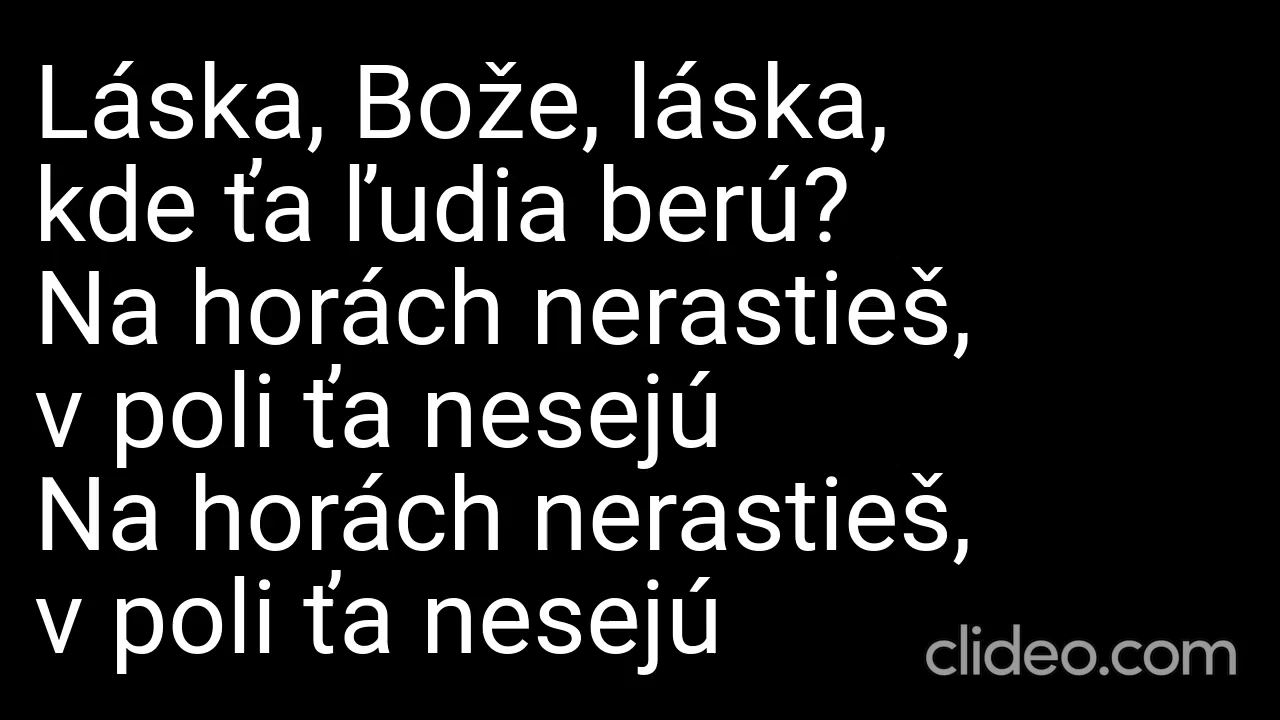 Láska, Bože, láska,
kde ťa ľudia berú?
Na horách nerastieš,
v poli ťa nesejú
Na horách nerastieš,
v poli ťa nesejú
clideo.com